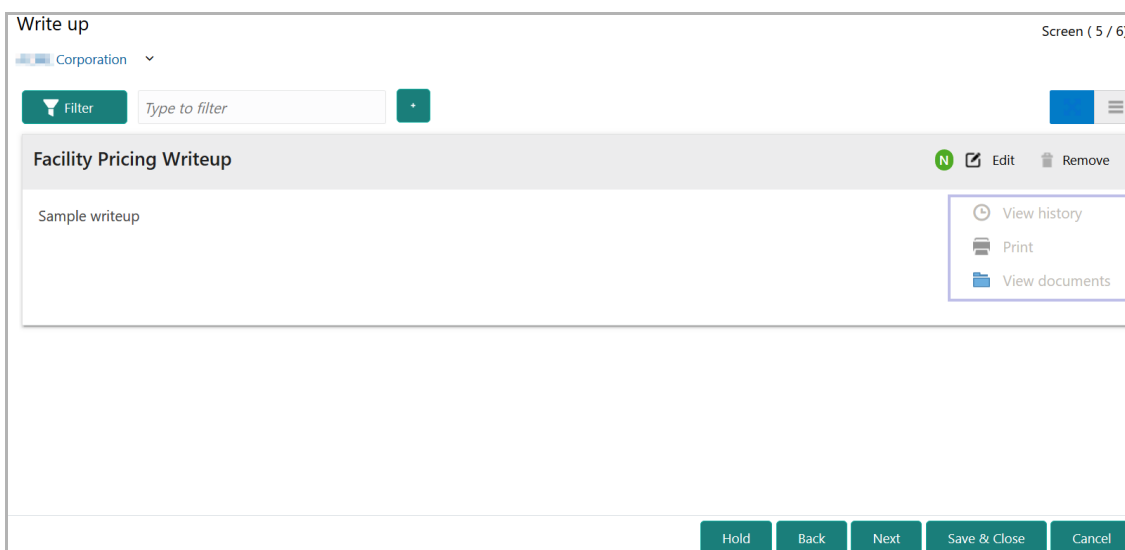 Write up
Screen ( 5 / 6)
Corporation
Filter
Type to filter
+
Facility Pricing Writeup
N
Edit
Remove
Sample writeup
View history
Print
View documents
Hold
Back
Next
Save & Close
Cancel